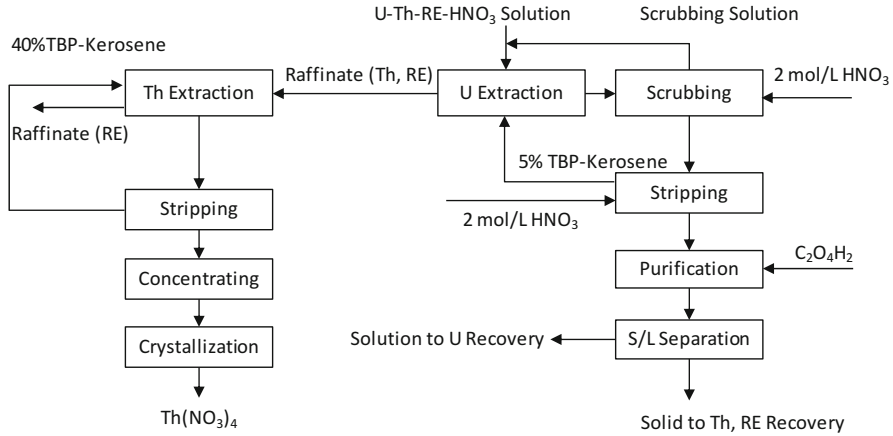 U-Th-RE-HNO₃ Solution
Scrubbing Solution
40%TBP-Kerosene
Th Extraction
Raffinate (Th, RE)
U Extraction
Scrubbing
2 mol/L HNO₃
Raffinate (RE)
5% TBP-Kerosene
Stripping
Stripping
2 mol/L HNO₃
Concentrating
Purification
C₂O₄H₂
Crystallization
Solution to U Recovery
S/L Separation
Th(NO₃)₄
Solid to Th, RE Recovery